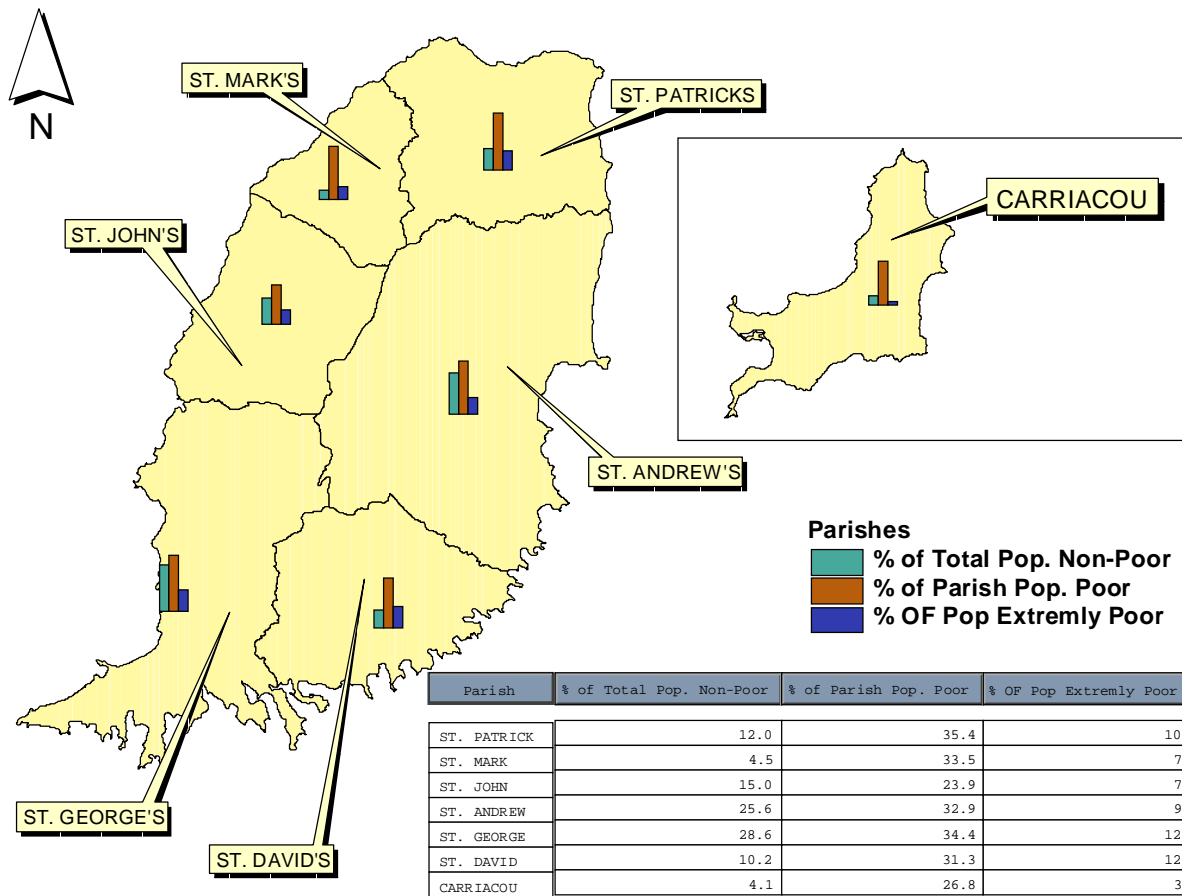 ST. MARK'S
ST. PATRICKS
N
CARRIACOU
ST. JOHN'S
ST. ANDREW'S
Parishes
% of Total Pop. Non-Poor
% of Parish Pop. Poor
% OF Pop Extremly Poor
ST. GEORGE'S
ST. DAVID'S
Parish % of Total Pop. Non-Poor % of Parish Pop. Poor % OF Pop Extremly Poor
ST. PATRICK 12.0 35.4 10
ST. MARK 4.5 33.5 7
ST. JOHN 15.0 23.9 7
ST. ANDREW 25.6 32.9 9
ST. GEORGE 28.6 34.4 12
ST. DAVID 10.2 31.3 12
CARRIACOU 4.1 26.8 3